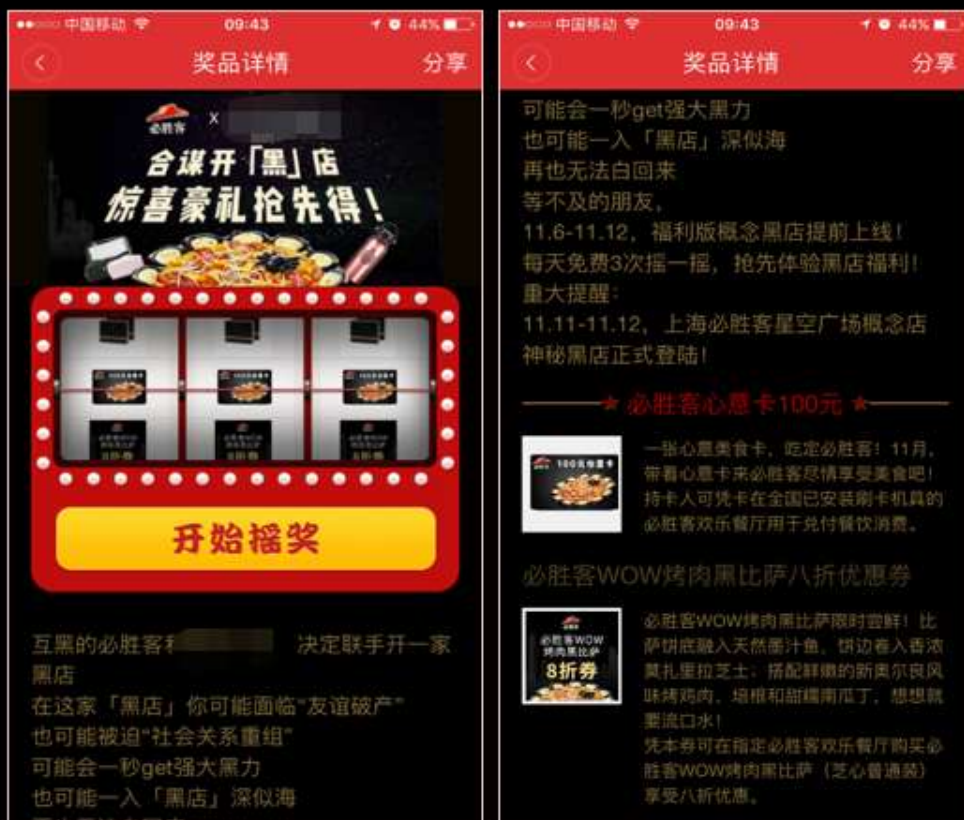 中国移动 09:43 44%
奖品详情 分享
必胜客 X
合谋开「黑」店
惊喜豪礼抢先得!
开始摇奖
互黑的必胜客 决定联手开一家
黑店
在这家「黑店」你可能面临“友谊破产”
也可能被迫“社会关系重组”
可能会一秒get强大黑力
也可能一入「黑店」深似海
中国移动 09:43 44%
奖品详情 分享
可能会一秒get强大黑力
也可能一入「黑店」深似海
再也无法白回来
等不及的朋友，
11.6-11.12，福利版概念黑店提前上线！
每天免费3次摇一摇，抢先体验黑店福利！
重大提醒：
11.11-11.12，上海必胜客星空广场概念店
神秘黑店正式登陆！
★ 必胜客心意卡100元 ★
100元心意卡
一张心意美食卡，吃定必胜客！11月，
带着心意卡来必胜客尽情享受美食吧！
持卡人可凭卡在全国已安装刷卡机具的
必胜客欢乐餐厅用于兑付餐饮消费。
必胜客WOW烤肉黑比萨八折优惠券
必胜客WOW
烤肉黑比萨
8折券
必胜客WOW烤肉黑比萨限时尝鲜！比
萨饼底融入天然墨汁鱼，饼边卷入香浓
莫扎里拉芝士；搭配鲜嫩的新奥尔良风
味烤鸡肉、培根和甜糯南瓜丁，想想就
要流口水！
凭本券可在指定必胜客欢乐餐厅购买必
胜客WOW烤肉黑比萨（芝心普通装）
享受八折优惠。